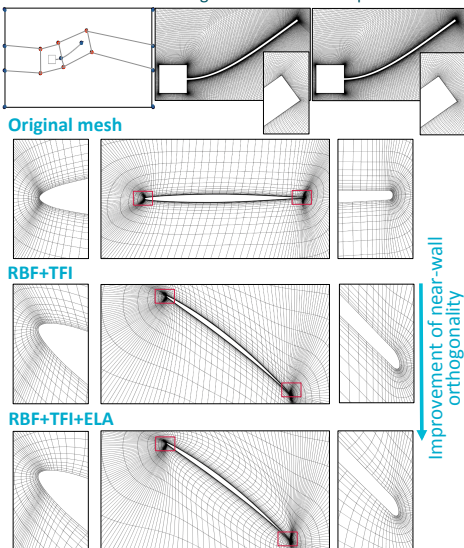 Original mesh
RBF+TFI
RBF+TFI+ELA
Improvement of near-wall
orthogonality